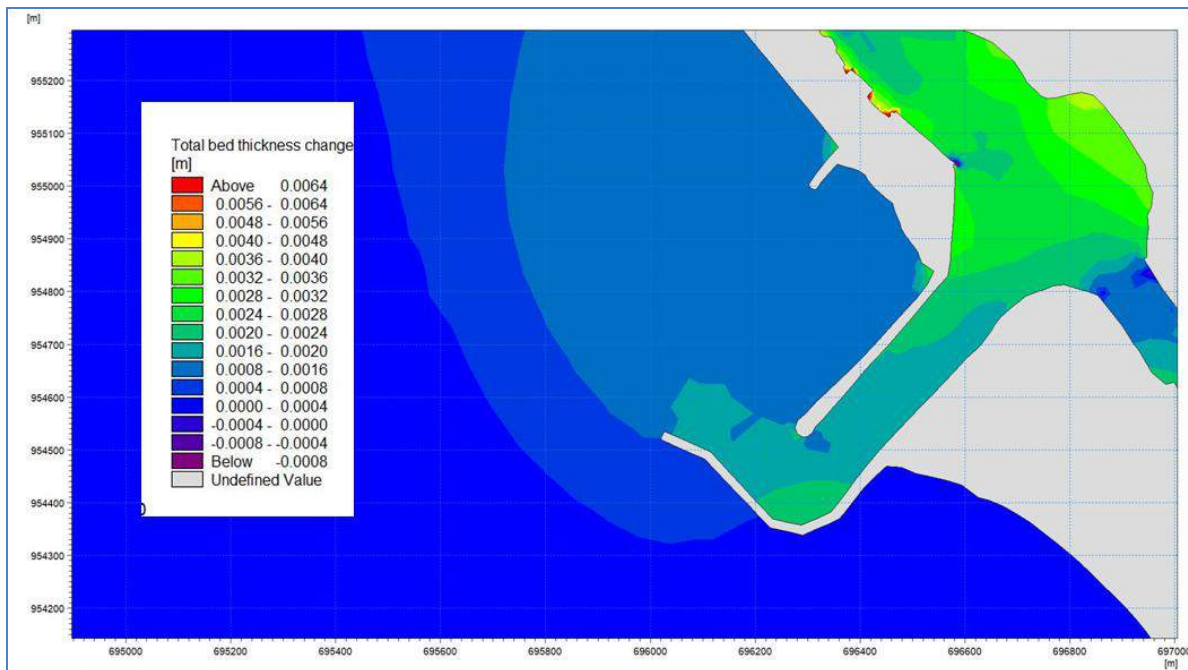 [m]
955200
955100
955000
954900
954800
954700
954600
954500
954400
954300
954200
Total bed thickness change
[m]
Above 0.0064
0.0056 - 0.0064
0.0048 - 0.0056
0.0040 - 0.0048
0.0036 - 0.0040
0.0032 - 0.0036
0.0028 - 0.0032
0.0024 - 0.0028
0.0020 - 0.0024
0.0016 - 0.0020
0.0008 - 0.0016
0.0004 - 0.0008
0.0000 - 0.0004
-0.0004 - 0.0000
-0.0008 - -0.0004
Below -0.0008
Undefined Value
695000 695200 695400 695600 695800 696000 696200 696400 696600 696800 697000
[m]